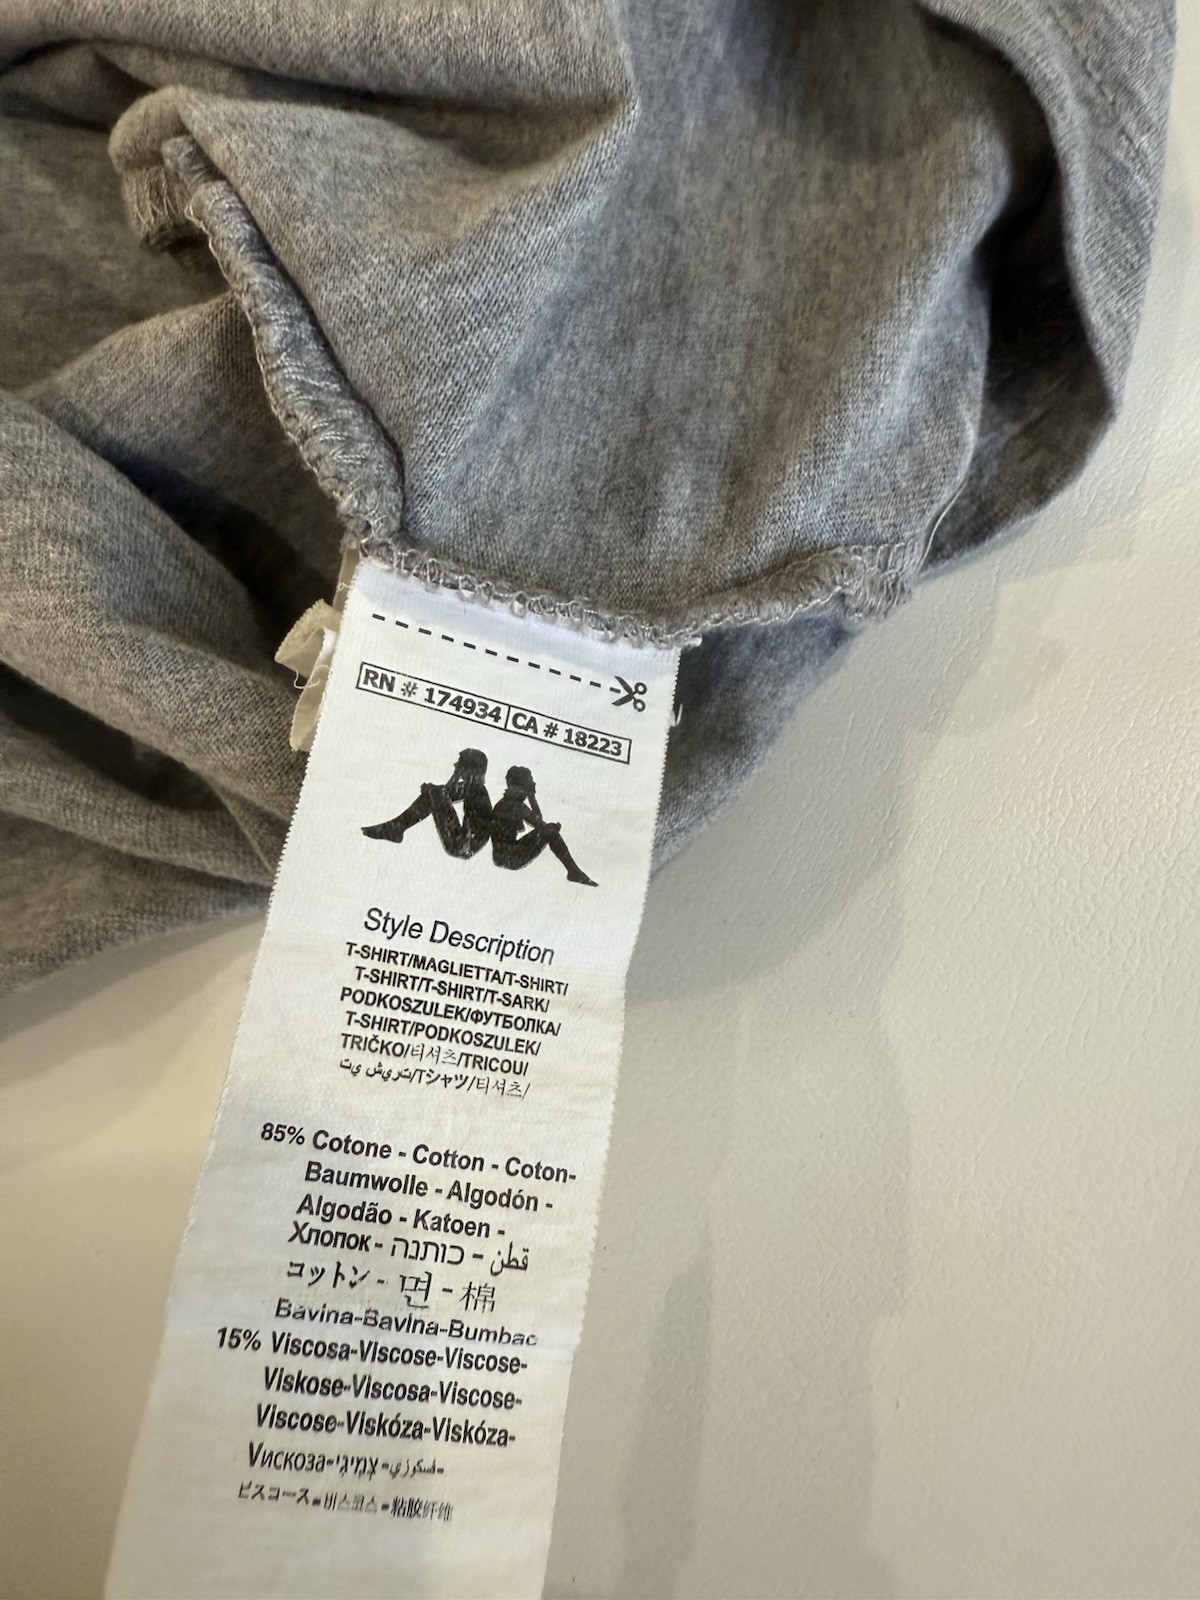 RN # 174934 CA # 18223
Style Description
T-SHIRT/MAGLIETTA/T-SHIRT/
T-SHIRT/T-SHIRT/T-SARK/
PODKOSZULEK/ФУТБОЛКА/
T-SHIRT/PODKOSZULEK/
TRIČKO/티셔츠/TRICOU/
تيشيرت/Tシャツ/티셔츠/
85% Cotone - Cotton - Coton-
Baumwolle - Algodón -
Algodão - Katoen -
Хлопок - כותנה - قطن
コットン - 면 - 棉
Bavlna-Bavlna-Bumbac
15% Viscosa-Viscose-Viscose-
Viskose-Viscosa-Viscose-
Viscose-Viskóza-Viskóza-
Vискоза-
ビスコース-비스코스-粘胶纤维